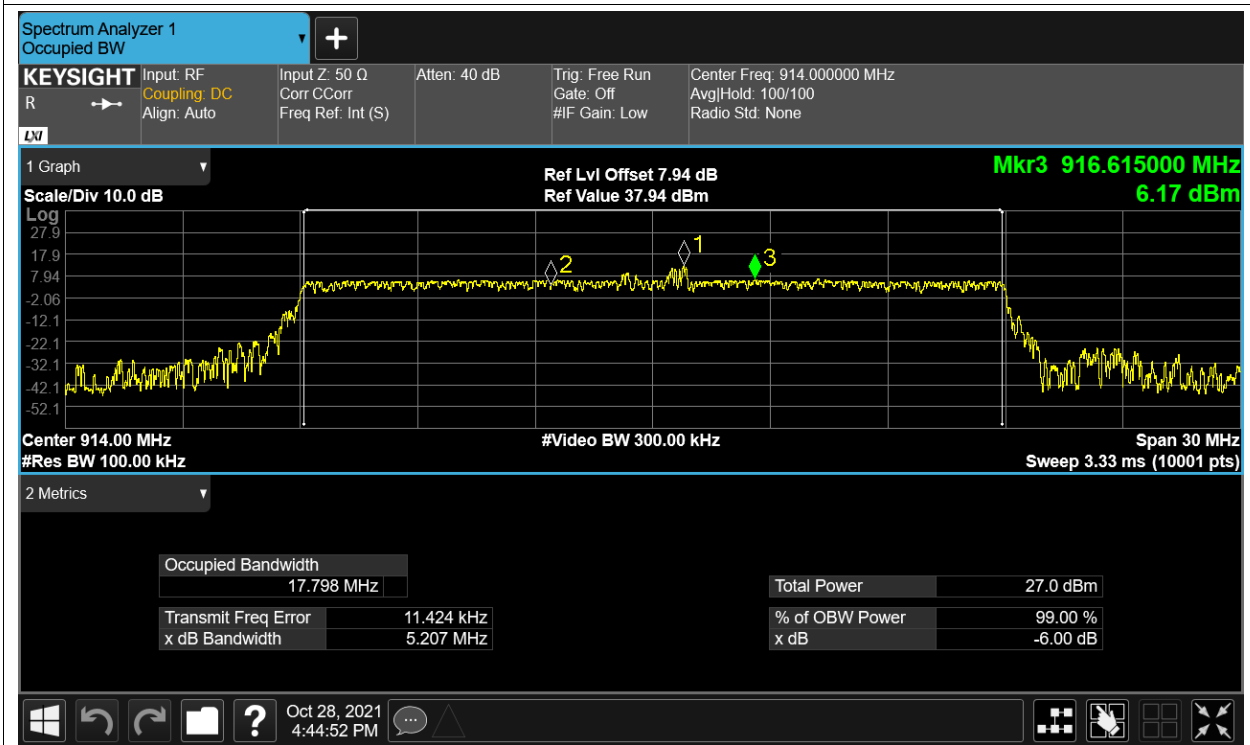 Spectrum Analyzer 1
Occupied BW
KEYSIGHT
R
LXI
Input: RF
Coupling: DC
Align: Auto
Input Z: 50 Ω
Corr CCorr
Freq Ref: Int (S)
Atten: 40 dB
Trig: Free Run
Gate: Off
#IF Gain: Low
Center Freq: 914.000000 MHz
Avg|Hold: 100/100
Radio Std: None
1 Graph
Scale/Div 10.0 dB
Ref Lvl Offset 7.94 dB
Ref Value 37.94 dBm
Mkr3 916.615000 MHz
6.17 dBm
Log
27.9
17.9
7.94
-2.06
-12.1
-22.1
-32.1
-42.1
-52.1
2
1
3
Center 914.00 MHz
#Res BW 100.00 kHz
#Video BW 300.00 kHz
Span 30 MHz
Sweep 3.33 ms (10001 pts)
2 Metrics
Occupied Bandwidth
17.798 MHz
Transmit Freq Error 11.424 kHz
x dB Bandwidth 5.207 MHz
Total Power 27.0 dBm
% of OBW Power 99.00 %
x dB -6.00 dB
?
Oct 28, 2021
4:44:52 PM